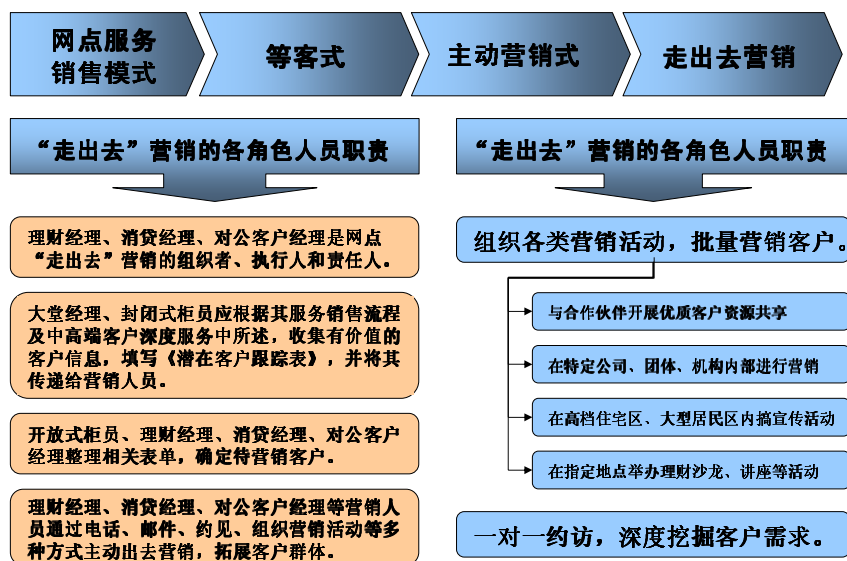 网点服务
销售模式
等客式
主动营销式
走出去营销
“走出去”营销的各角色人员职责
理财经理、消贷经理、对公客户经理是网点
“走出去”营销的组织者、执行人和责任人。
大堂经理、封闭式柜员应根据其服务销售流程
及中高端客户深度服务中所述，收集有价值的
客户信息，填写《潜在客户跟踪表》，并将其
传递给营销人员。
开放式柜员、理财经理、消贷经理、对公客户
经理整理相关表单，确定待营销客户。
理财经理、消贷经理、对公客户经理等营销人
员通过电话、邮件、约见、组织营销活动等多
种方式主动出去营销，拓展客户群体。
“走出去”营销的各角色人员职责
组织各类营销活动，批量营销客户。
与合作伙伴开展优质客户资源共享
在特定公司、团体、机构内部进行营销
在高档住宅区、大型居民区内搞宣传活动
在指定地点举办理财沙龙、讲座等活动
一对一约访，深度挖掘客户需求。